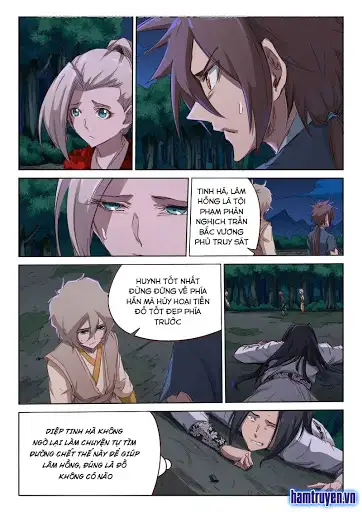 TINH HÀ, LÂM
HỒNG LÀ TỘI
PHẠM PHẢN
NGHỊCH TRẤN
BẮC VƯƠNG
PHỦ TRUY SÁT
HUYNH TỐT NHẤT
ĐỪNG ĐỨNG VỀ PHÍA
HẮN MÀ HỦY HOẠI TIỀN
ĐỒ TỐT ĐẸP PHÍA
TRƯỚC
DIỆP TINH HÀ KHÔNG
NGỜ LẠI LÀM CHUYỆN TỰ TÌM
ĐƯỜNG CHẾT THẾ NÀY ĐỂ GIÚP
LÂM HỒNG, ĐÚNG LÀ ĐỒ
KHÔNG CÓ NÃO
hamtruyen.vn